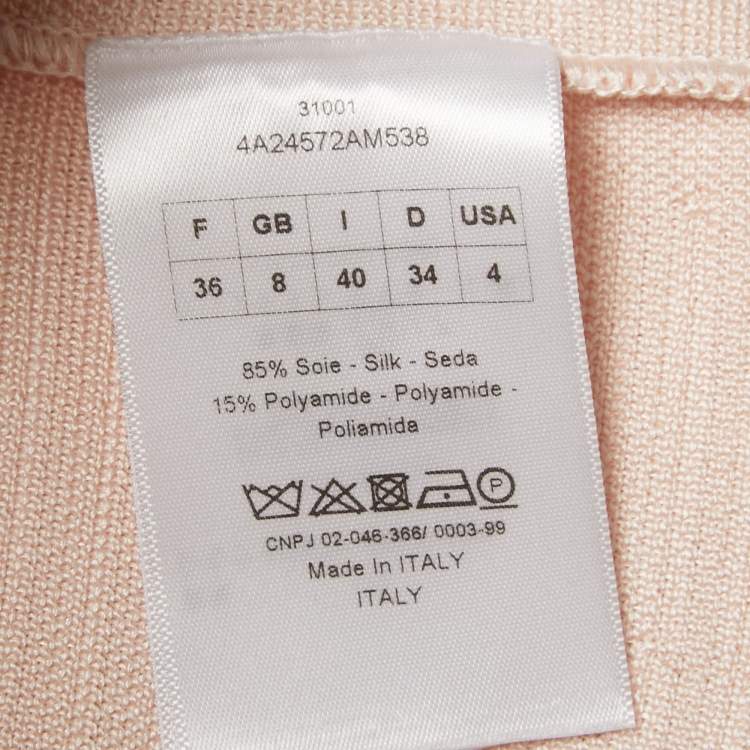 31001
4A24572AM538
F GB I D USA
36 8 40 34 4
85% Soie - Silk - Seda
15% Polyamide - Polyamide -
Poliamida
P
CNPJ 02-046-366/ 0003-99
Made In ITALY
ITALY